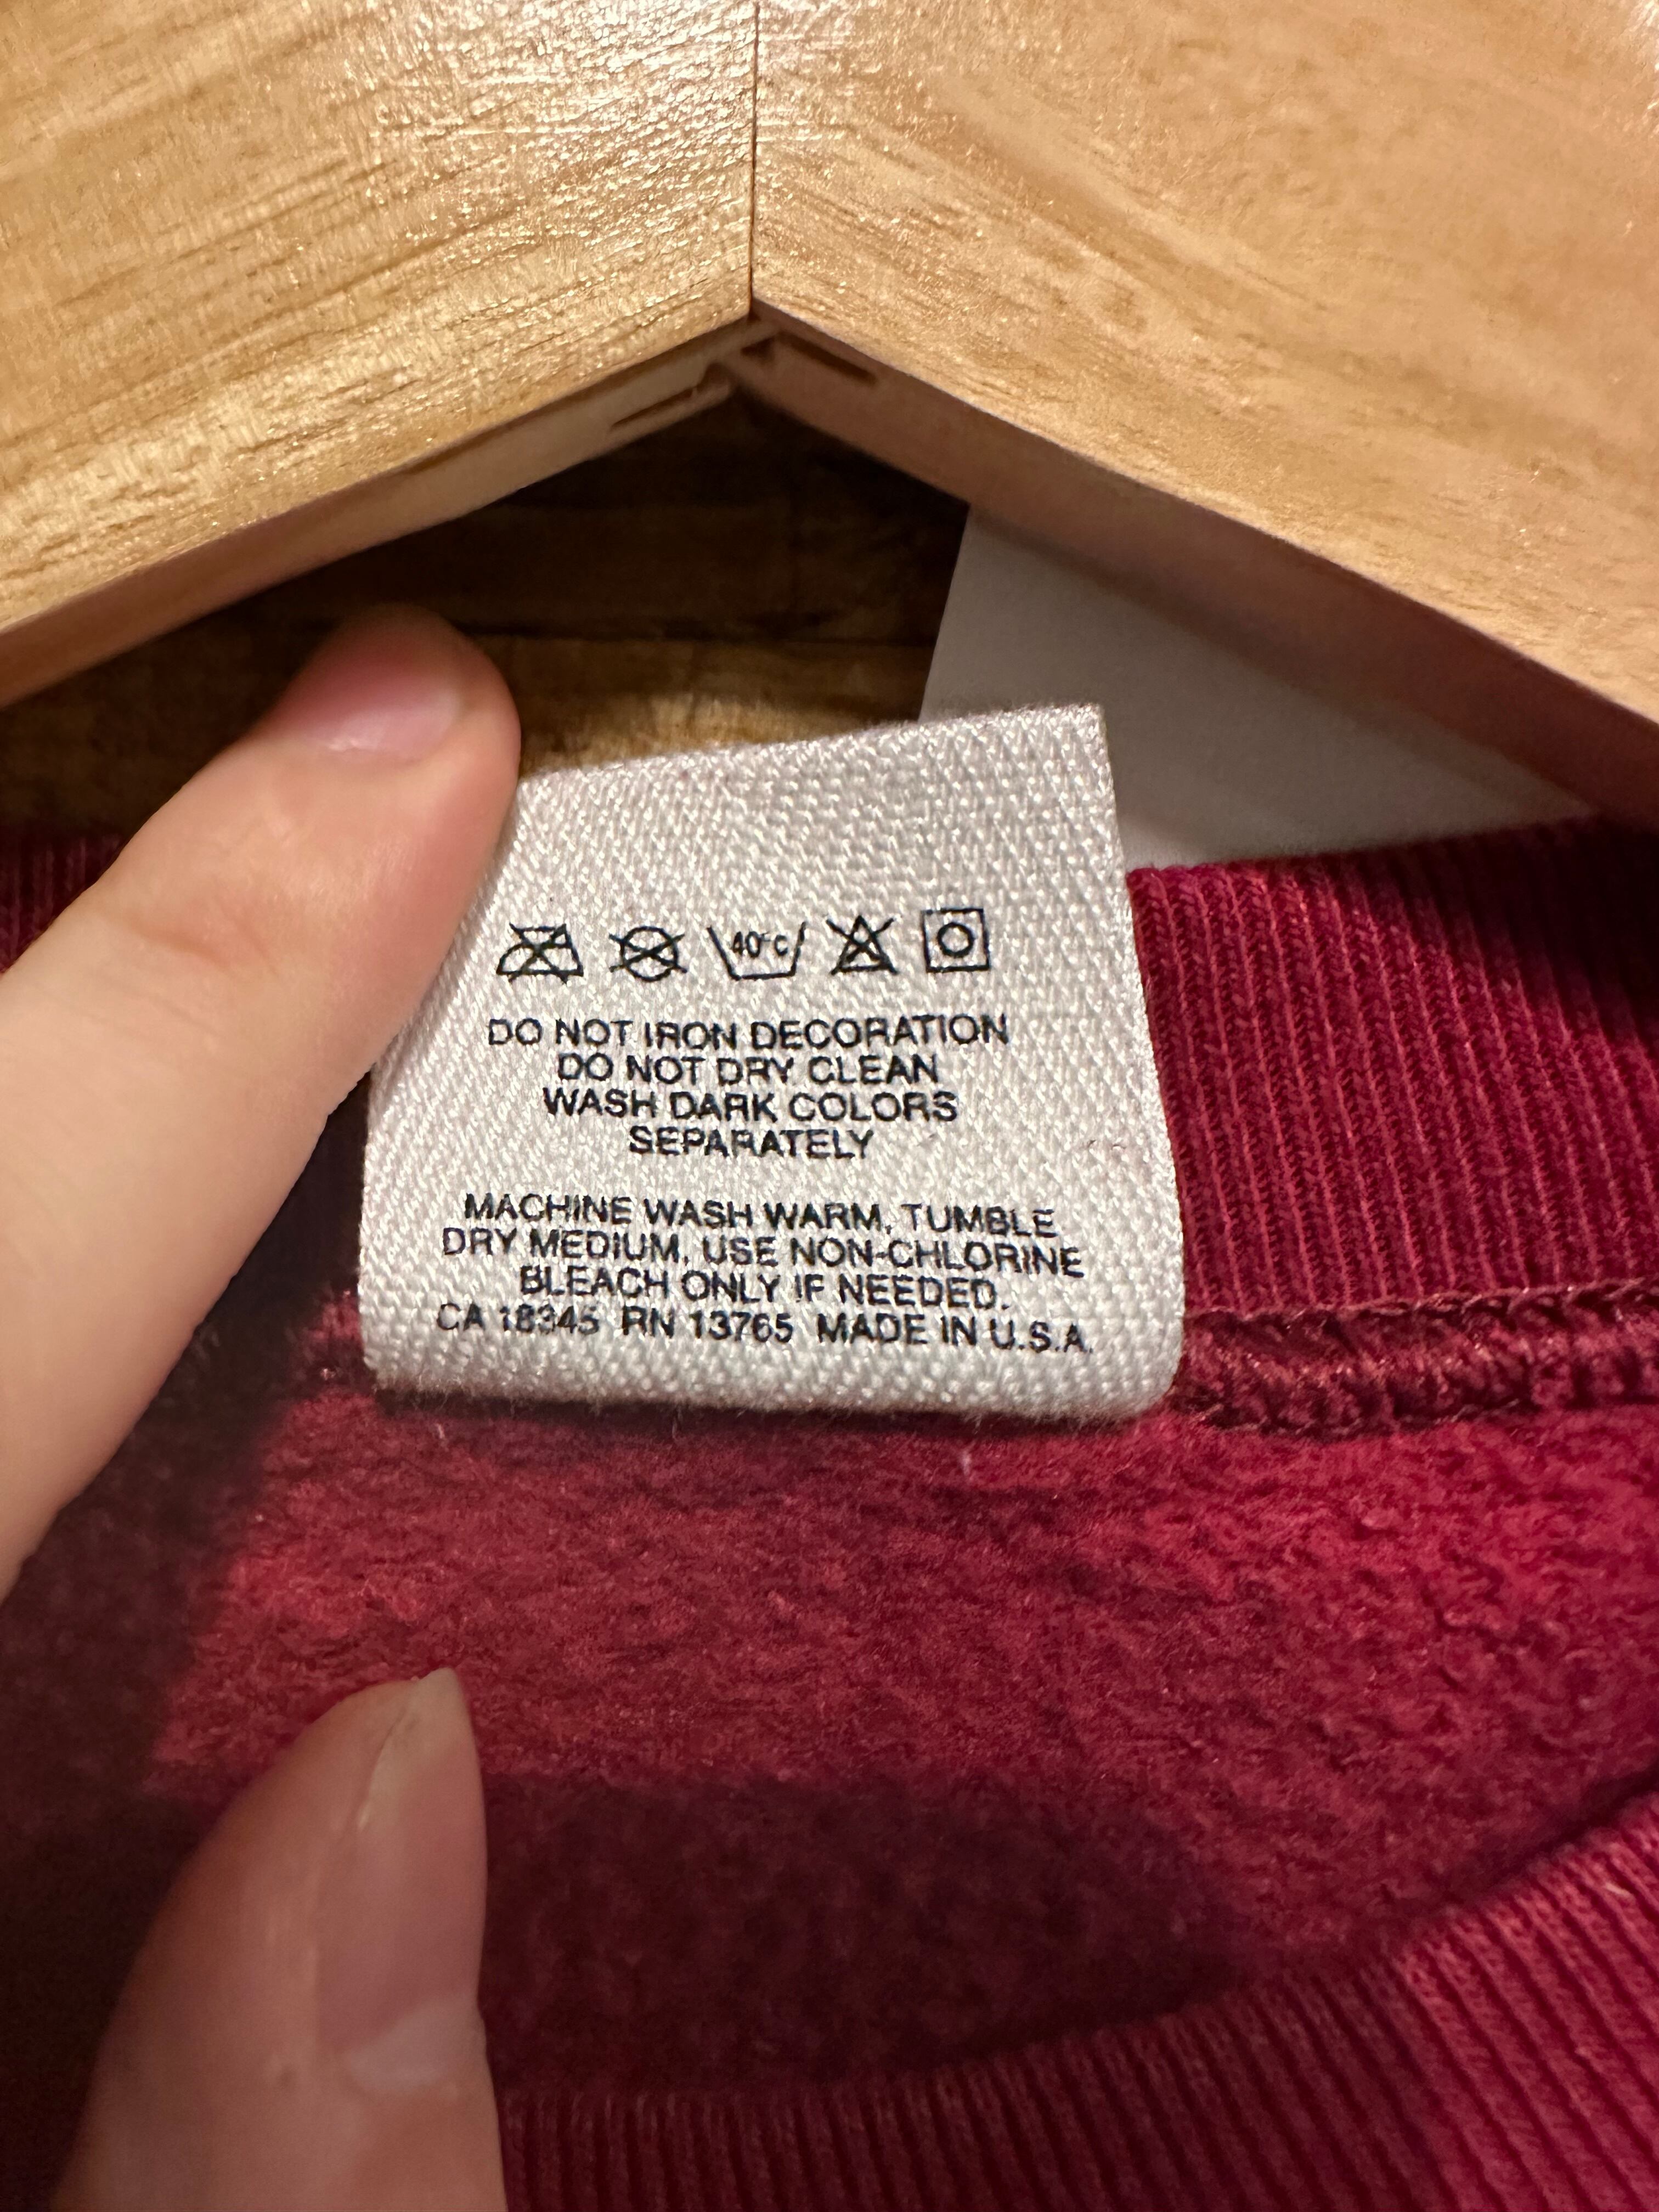 40°C
DO NOT IRON DECORATION
DO NOT DRY CLEAN
WASH DARK COLORS
SEPARATELY
MACHINE WASH WARM, TUMBLE
DRY MEDIUM. USE NON-CHLORINE
BLEACH ONLY IF NEEDED.
CA 18345 RN 13765 MADE IN U.S.A.